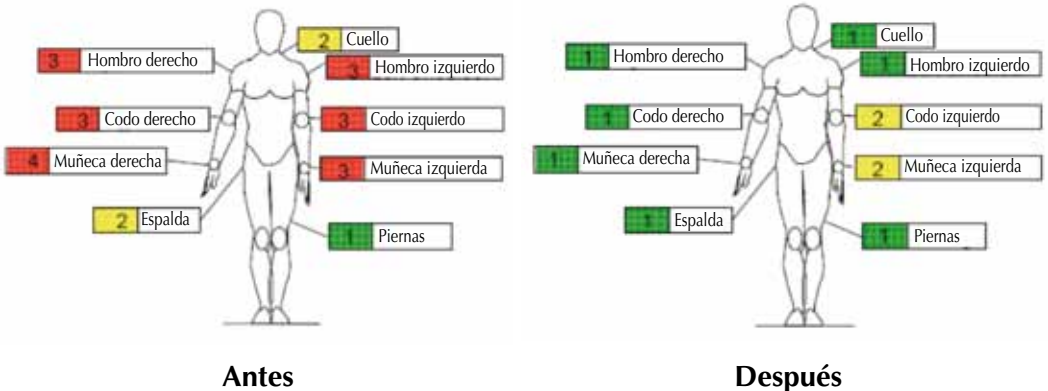 2 Cuello
3 Hombro derecho
3 Hombro izquierdo
3 Codo derecho
3 Codo izquierdo
4 Muñeca derecha
3 Muñeca izquierda
2 Espalda
1 Piernas
Antes
1 Cuello
1 Hombro derecho
1 Hombro izquierdo
1 Codo derecho
2 Codo izquierdo
1 Muñeca derecha
2 Muñeca izquierda
1 Espalda
1 Piernas
Después